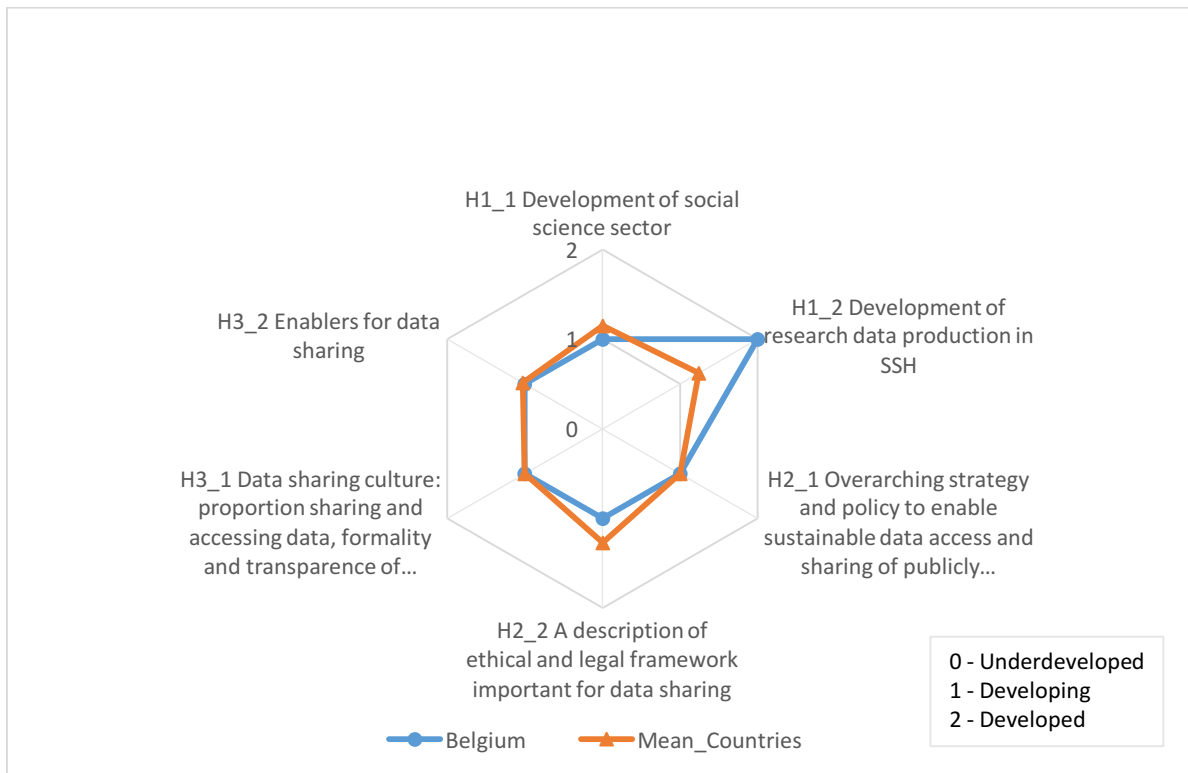 H1_1 Development of social
science sector
2
H1_2 Development of
research data production in
SSH
H3_2 Enablers for data
sharing
1
0
H3_1 Data sharing culture:
proportion sharing and
accessing data, formality
and transparence of...
H2_1 Overarching strategy
and policy to enable
sustainable data access and
sharing of publicly...
H2_2 A description of
ethical and legal framework
important for data sharing
0 - Underdeveloped
1 - Developing
2 - Developed
Belgium
Mean_Countries